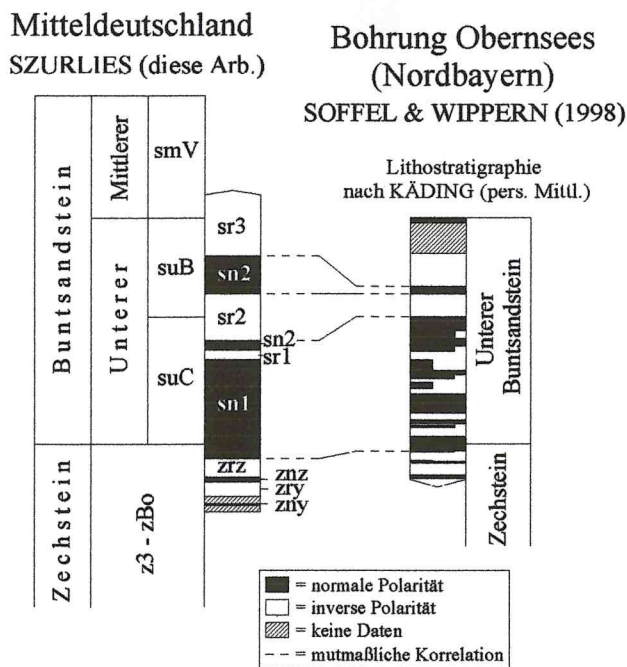 Mitteldeutschland
SZURLIES (diese Arb.)
Bohrung Obernsees
(Nordbayern)
SOFFEL & WIPPERN (1998)
Lithostratigraphie
nach KÄDING (pers. Mittl.)
Buntsandstein
Mittlerer
smV
Unterer
suB
suC
sr3
sn2
sr2
sn2
sr1
sn1
Zechstein
z3 - zBo
zrz
znz
zry
zny
Unterer
Buntsandstein
Zechstein
= normale Polarität
= inverse Polarität
= keine Daten
= mutmaßliche Korrelation